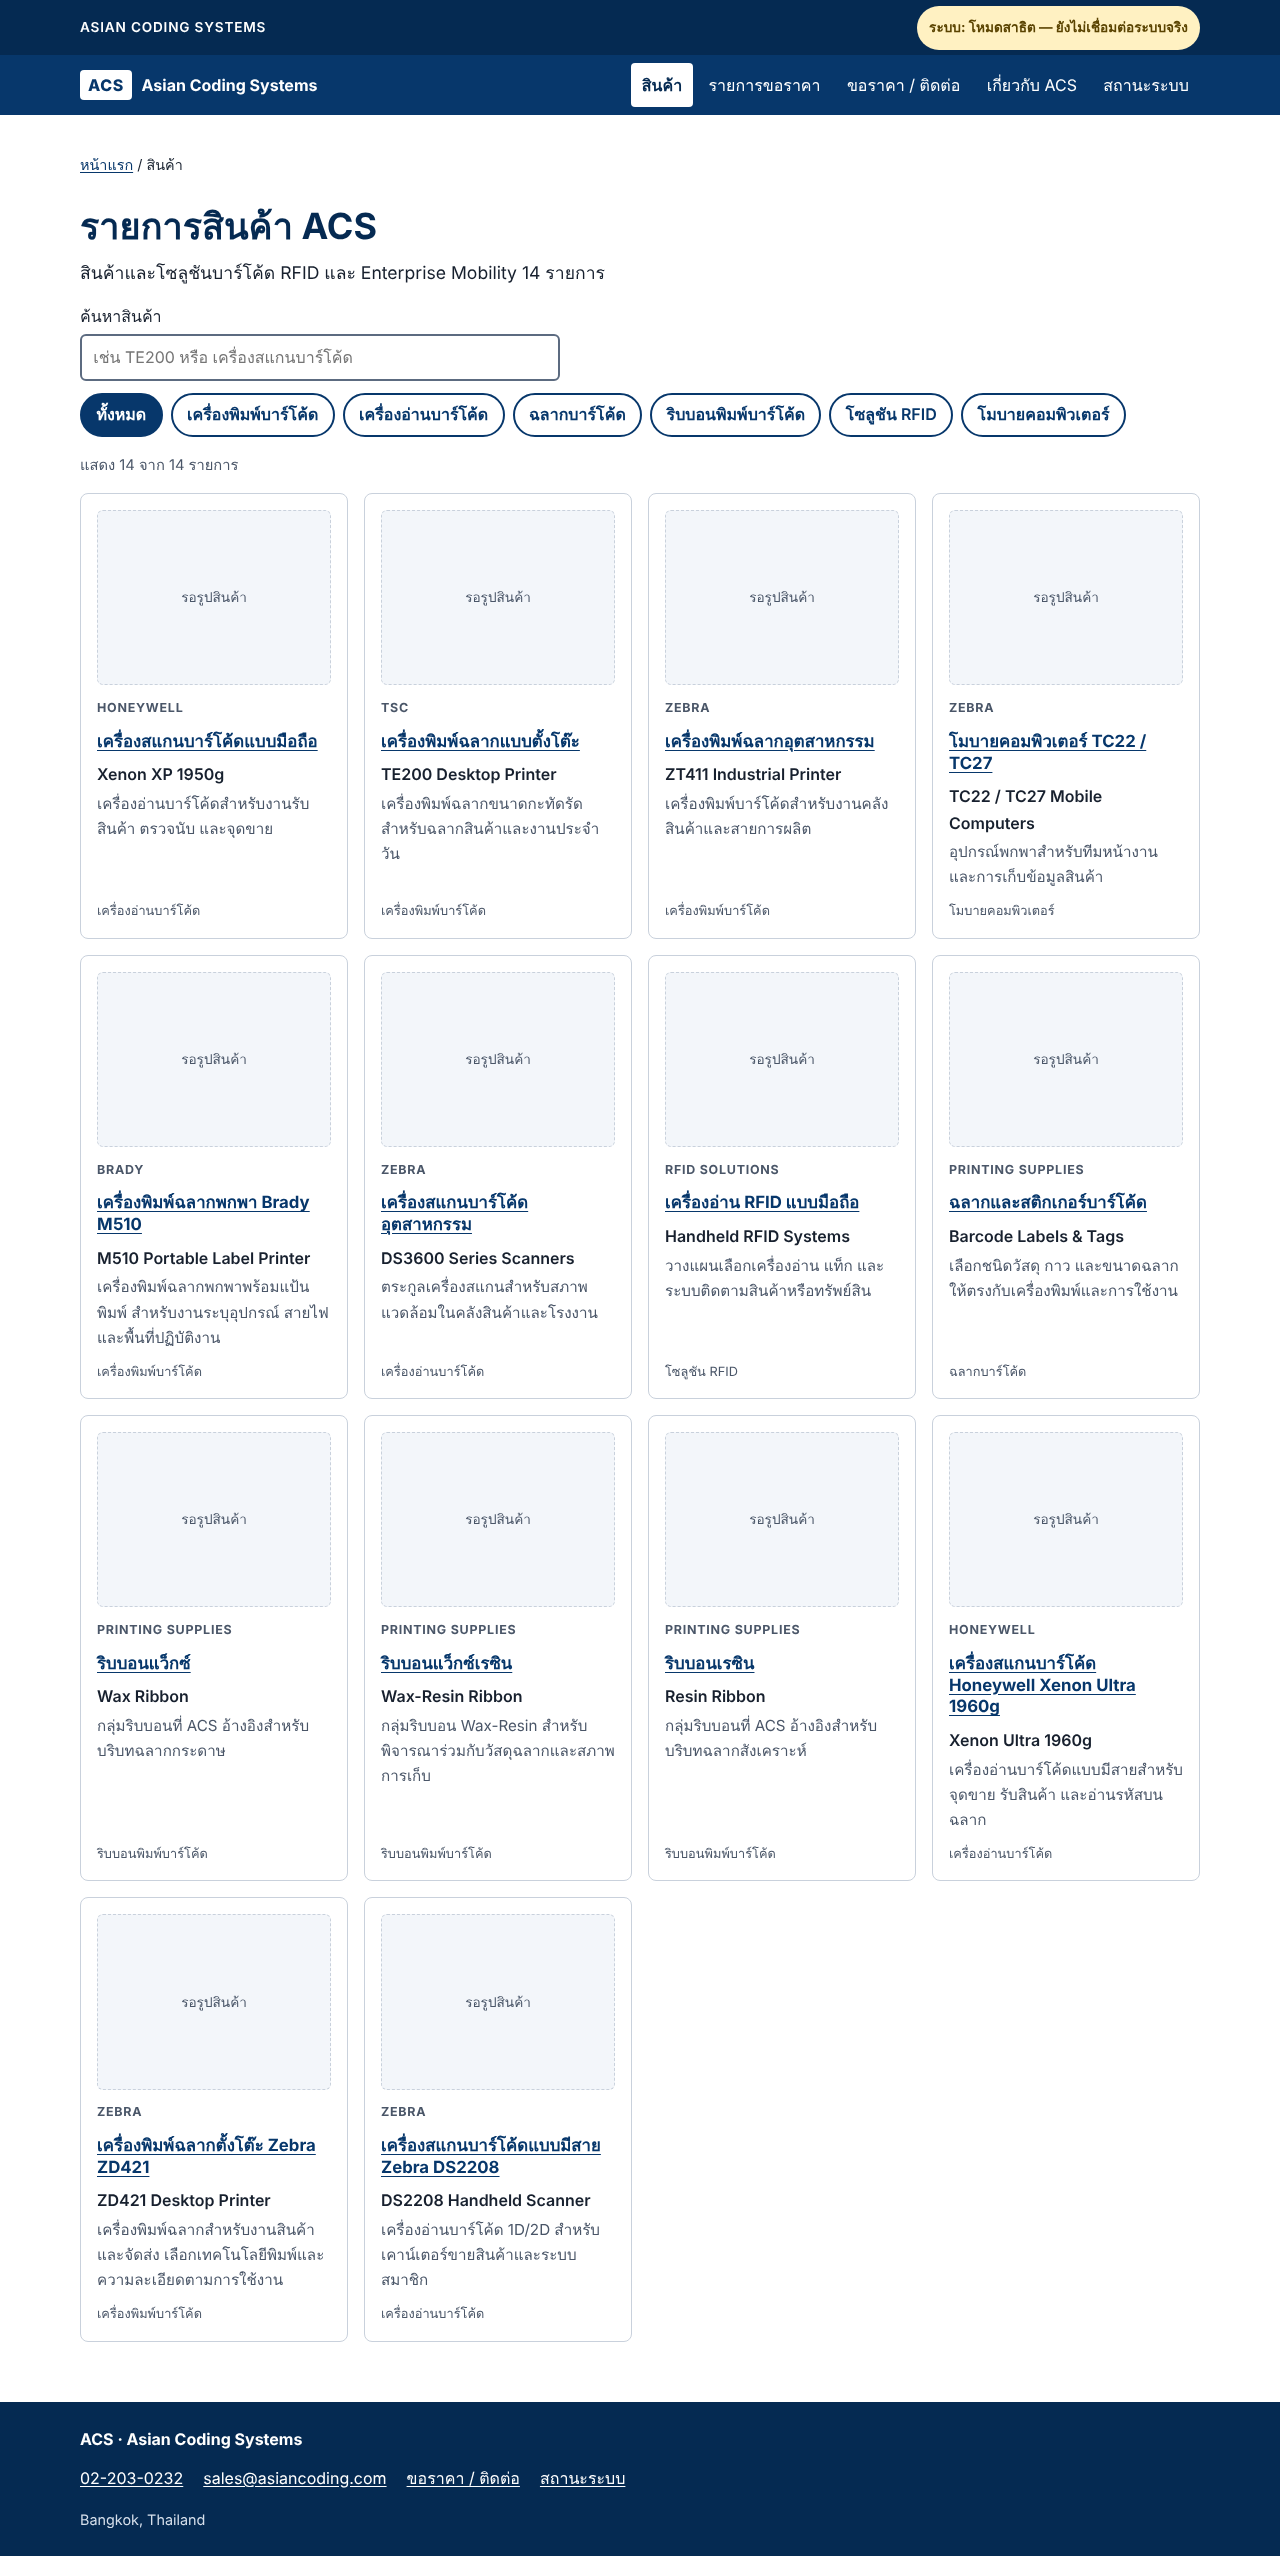 ASIAN CODING SYSTEMS
ระบบ: โหมดสาธิต — ยังไม่เชื่อมต่อระบบจริง
ACS Asian Coding Systems
สินค้า
รายการขอราคา
ขอราคา / ติดต่อ
เกี่ยวกับ ACS
สถานะระบบ
หน้าแรก / สินค้า
รายการสินค้า ACS
สินค้าและโซลูชันบาร์โค้ด RFID และ Enterprise Mobility 14 รายการ
ค้นหาสินค้า
เช่น TE200 หรือ เครื่องสแกนบาร์โค้ด
ทั้งหมด
เครื่องพิมพ์บาร์โค้ด
เครื่องอ่านบาร์โค้ด
ฉลากบาร์โค้ด
ริบบอนพิมพ์บาร์โค้ด
โซลูชัน RFID
โมบายคอมพิวเตอร์
แสดง 14 จาก 14 รายการ
รอรูปสินค้า
HONEYWELL
เครื่องสแกนบาร์โค้ดแบบมือถือ
Xenon XP 1950g
เครื่องอ่านบาร์โค้ดสำหรับงานรับ
สินค้า ตรวจนับ และจุดขาย
เครื่องอ่านบาร์โค้ด
รอรูปสินค้า
TSC
เครื่องพิมพ์ฉลากแบบตั้งโต๊ะ
TE200 Desktop Printer
เครื่องพิมพ์ฉลากขนาดกะทัดรัด
สำหรับฉลากสินค้าและงานประจำ
วัน
เครื่องพิมพ์บาร์โค้ด
รอรูปสินค้า
ZEBRA
เครื่องพิมพ์ฉลากอุตสาหกรรม
ZT411 Industrial Printer
เครื่องพิมพ์บาร์โค้ดสำหรับงานคลัง
สินค้าและสายการผลิต
เครื่องพิมพ์บาร์โค้ด
รอรูปสินค้า
ZEBRA
โมบายคอมพิวเตอร์ TC22 /
TC27
TC22 / TC27 Mobile
Computers
อุปกรณ์พกพาสำหรับทีมหน้างาน
และการเก็บข้อมูลสินค้า
โมบายคอมพิวเตอร์
รอรูปสินค้า
BRADY
เครื่องพิมพ์ฉลากพกพา Brady
M510
M510 Portable Label Printer
เครื่องพิมพ์ฉลากพกพาพร้อมแป้น
พิมพ์ สำหรับงานระบุอุปกรณ์ สายไฟ
และพื้นที่ปฏิบัติงาน
เครื่องพิมพ์บาร์โค้ด
รอรูปสินค้า
ZEBRA
เครื่องสแกนบาร์โค้ด
อุตสาหกรรม
DS3600 Series Scanners
ตระกูลเครื่องสแกนสำหรับสภาพ
แวดล้อมในคลังสินค้าและโรงงาน
เครื่องอ่านบาร์โค้ด
รอรูปสินค้า
RFID SOLUTIONS
เครื่องอ่าน RFID แบบมือถือ
Handheld RFID Systems
วางแผนเลือกเครื่องอ่าน แท็ก และ
ระบบติดตามสินค้าหรือทรัพย์สิน
โซลูชัน RFID
รอรูปสินค้า
PRINTING SUPPLIES
ฉลากและสติกเกอร์บาร์โค้ด
Barcode Labels & Tags
เลือกชนิดวัสดุ กาว และขนาดฉลาก
ให้ตรงกับเครื่องพิมพ์และการใช้งาน
ฉลากบาร์โค้ด
รอรูปสินค้า
PRINTING SUPPLIES
ริบบอนแว็กซ์
Wax Ribbon
กลุ่มริบบอนที่ ACS อ้างอิงสำหรับ
บริบทฉลากกระดาษ
ริบบอนพิมพ์บาร์โค้ด
รอรูปสินค้า
PRINTING SUPPLIES
ริบบอนแว็กซ์เรซิน
Wax-Resin Ribbon
กลุ่มริบบอน Wax-Resin สำหรับ
พิจารณาร่วมกับวัสดุฉลากและสภาพ
การเก็บ
ริบบอนพิมพ์บาร์โค้ด
รอรูปสินค้า
PRINTING SUPPLIES
ริบบอนเรซิน
Resin Ribbon
กลุ่มริบบอนที่ ACS อ้างอิงสำหรับ
บริบทฉลากสังเคราะห์
ริบบอนพิมพ์บาร์โค้ด
รอรูปสินค้า
HONEYWELL
เครื่องสแกนบาร์โค้ด
Honeywell Xenon Ultra
1960g
Xenon Ultra 1960g
เครื่องอ่านบาร์โค้ดแบบมีสายสำหรับ
จุดขาย รับสินค้า และอ่านรหัสบน
ฉลาก
เครื่องอ่านบาร์โค้ด
รอรูปสินค้า
ZEBRA
เครื่องพิมพ์ฉลากตั้งโต๊ะ Zebra
ZD421
ZD421 Desktop Printer
เครื่องพิมพ์ฉลากสำหรับงานสินค้า
และจัดส่ง เลือกเทคโนโลยีพิมพ์และ
ความละเอียดตามการใช้งาน
เครื่องพิมพ์บาร์โค้ด
รอรูปสินค้า
ZEBRA
เครื่องสแกนบาร์โค้ดแบบมีสาย
Zebra DS2208
DS2208 Handheld Scanner
เครื่องอ่านบาร์โค้ด 1D/2D สำหรับ
เคาน์เตอร์ขายสินค้าและระบบ
สมาชิก
เครื่องอ่านบาร์โค้ด
ACS · Asian Coding Systems
02-203-0232 sales@asiancoding.com ขอราคา / ติดต่อ สถานะระบบ
Bangkok, Thailand